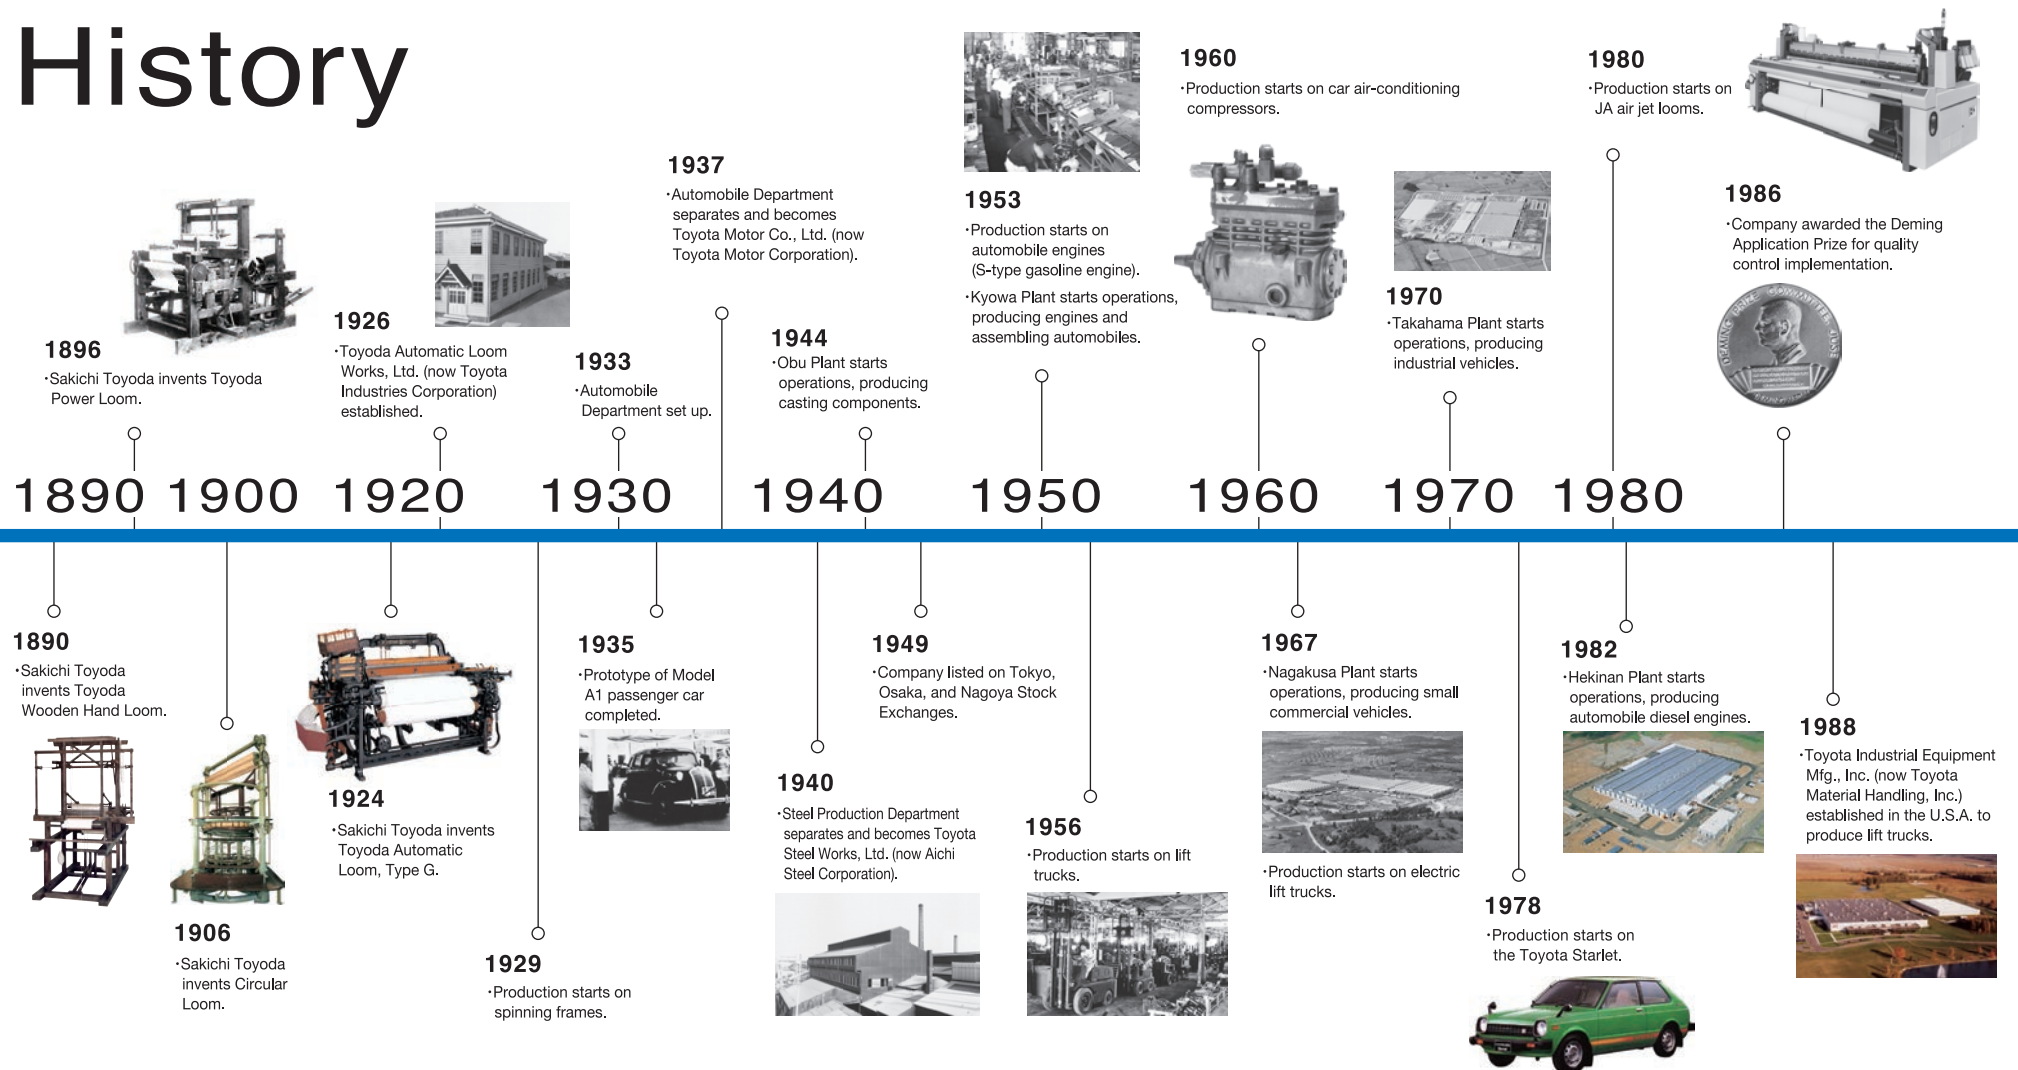 History
1896
・Sakichi Toyoda invents Toyoda
Power Loom.
1926
・Toyoda Automatic Loom
Works, Ltd. (now Toyota
Industries Corporation)
established.
1933
・Automobile
Department set up.
1937
・Automobile Department
separates and becomes
Toyota Motor Co., Ltd. (now
Toyota Motor Corporation).
1944
・Obu Plant starts
operations, producing
casting components.
1953
・Production starts on
automobile engines
(S-type gasoline engine).
・Kyowa Plant starts operations,
producing engines and
assembling automobiles.
1960
・Production starts on car air-conditioning
compressors.
1970
・Takahama Plant starts
operations, producing
industrial vehicles.
1980
・Production starts on
JA air jet looms.
1986
・Company awarded the Deming
Application Prize for quality
control implementation.
DEMING PRIZE COMMITTEE JUSE
1890 1900 1920 1930 1940 1950 1960 1970 1980
1890
・Sakichi Toyoda
invents Toyoda
Wooden Hand Loom.
1906
・Sakichi Toyoda
invents Circular
Loom.
1924
・Sakichi Toyoda invents
Toyoda Automatic
Loom, Type G.
1929
・Production starts on
spinning frames.
1935
・Prototype of Model
A1 passenger car
completed.
1940
・Steel Production Department
separates and becomes Toyota
Steel Works, Ltd. (now Aichi
Steel Corporation).
1949
・Company listed on Tokyo,
Osaka, and Nagoya Stock
Exchanges.
1956
・Production starts on lift
trucks.
1967
・Nagakusa Plant starts
operations, producing small
commercial vehicles.
・Production starts on electric
lift trucks.
1978
・Production starts on
the Toyota Starlet.
1982
・Hekinan Plant starts
operations, producing
automobile diesel engines.
1988
・Toyota Industrial Equipment
Mfg., Inc. (now Toyota
Material Handling, Inc.)
established in the U.S.A. to
produce lift trucks.